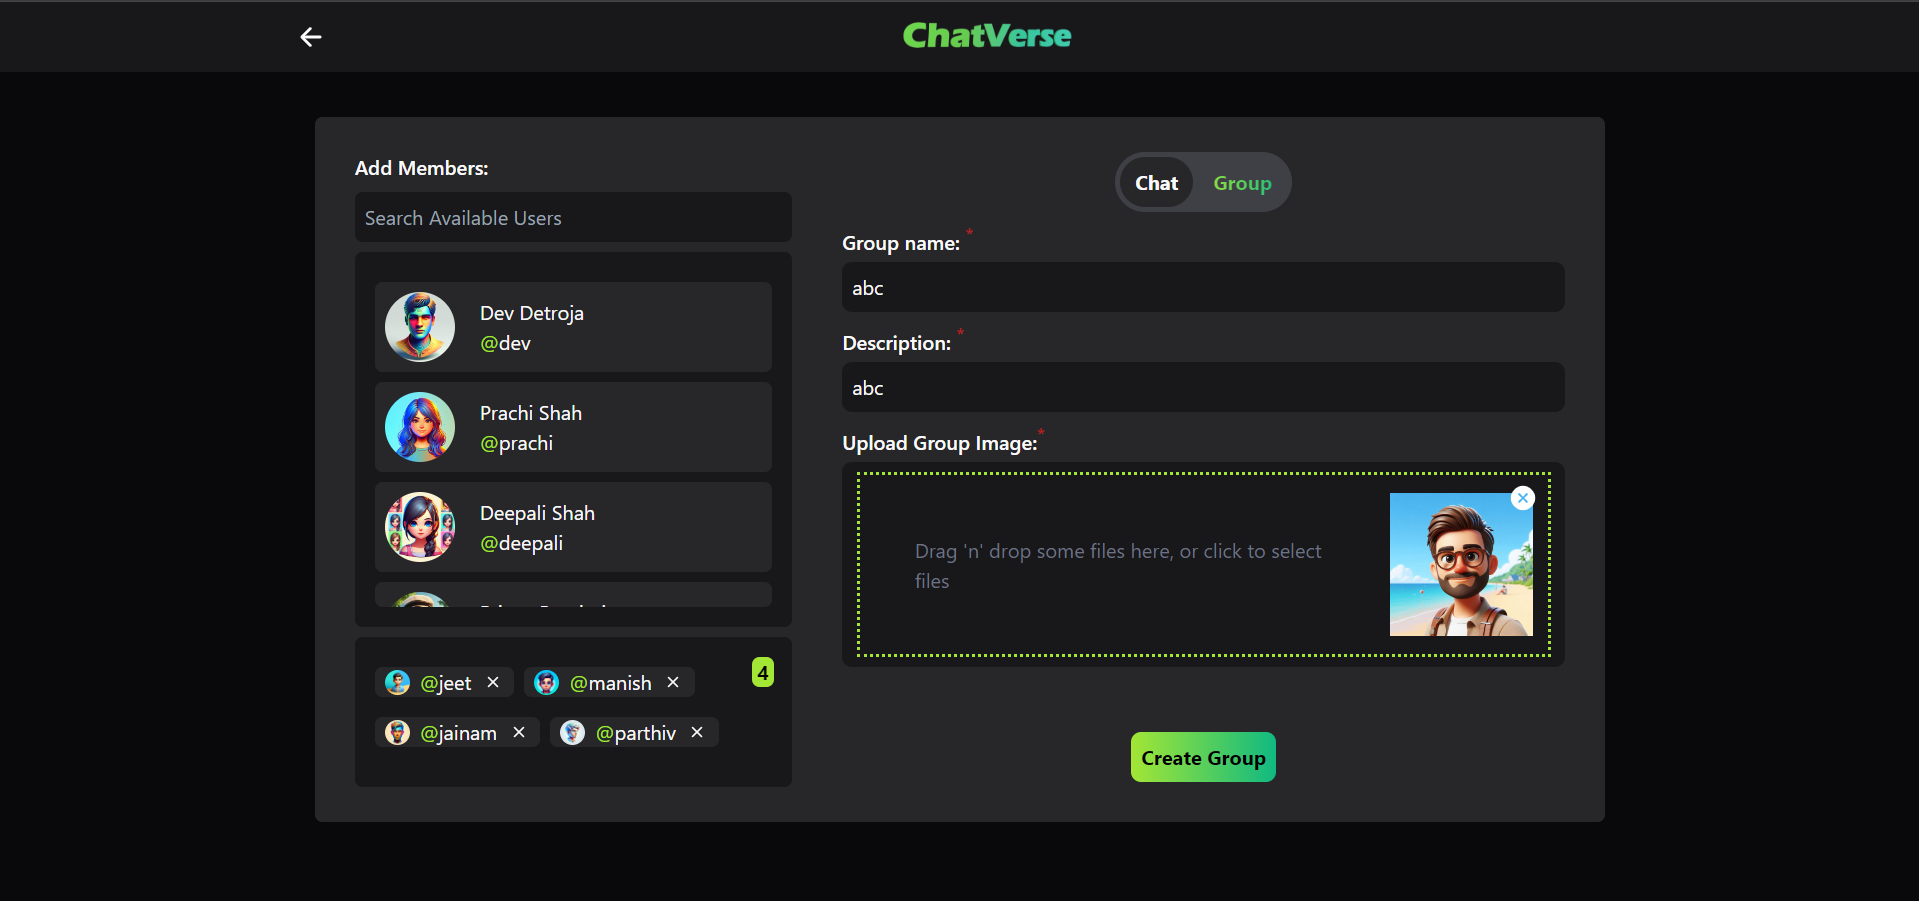 ChatVerse
Add Members:
Search Available Users
Dev Detroja
@dev
Prachi Shah
@prachi
Deepali Shah
@deepali
@jeet ×
@manish ×
4
@jainam ×
@parthiv ×
Chat
Group
Group name: *
abc
Description: *
abc
Upload Group Image: *
Drag 'n' drop some files here, or click to select
files
Create Group